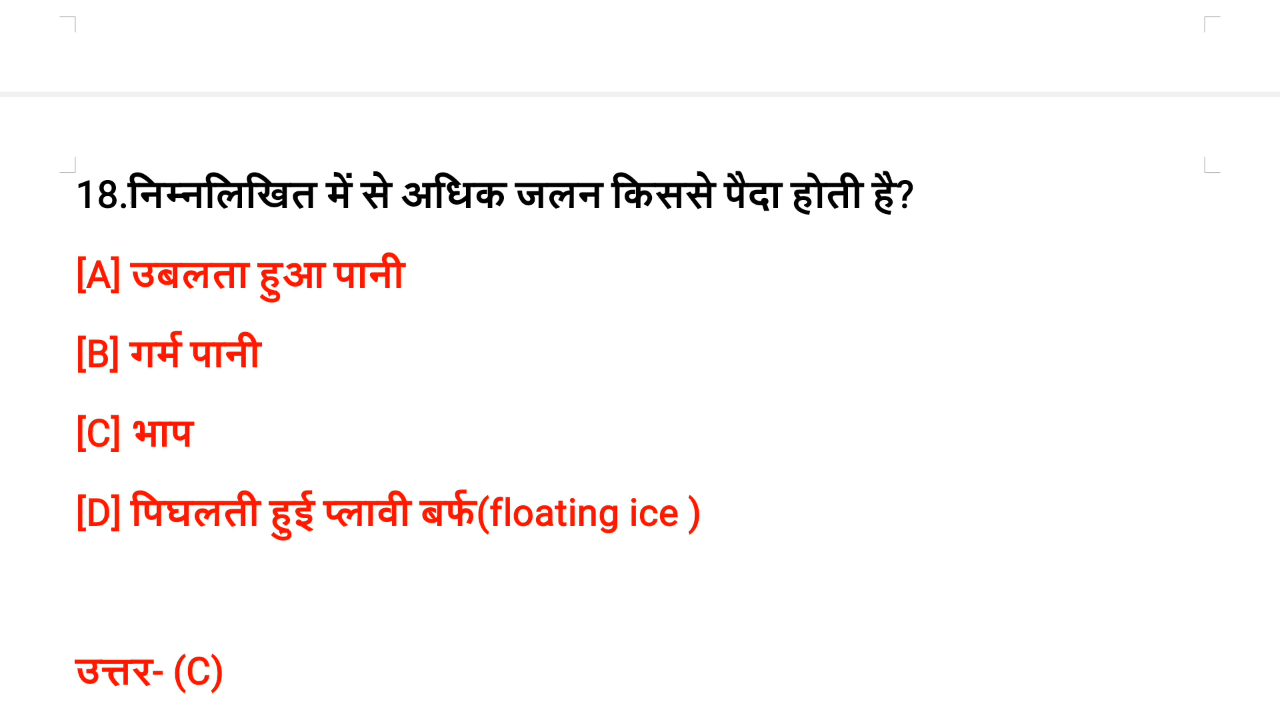 18.निम्नलिखित में से अधिक जलन किससे पैदा होती है?
[A] उबलता हुआ पानी
[B] गर्म पानी
[C] भाप
[D] पिघलती हुई प्लावी बर्फ(floating ice )
उत्तर- (C)